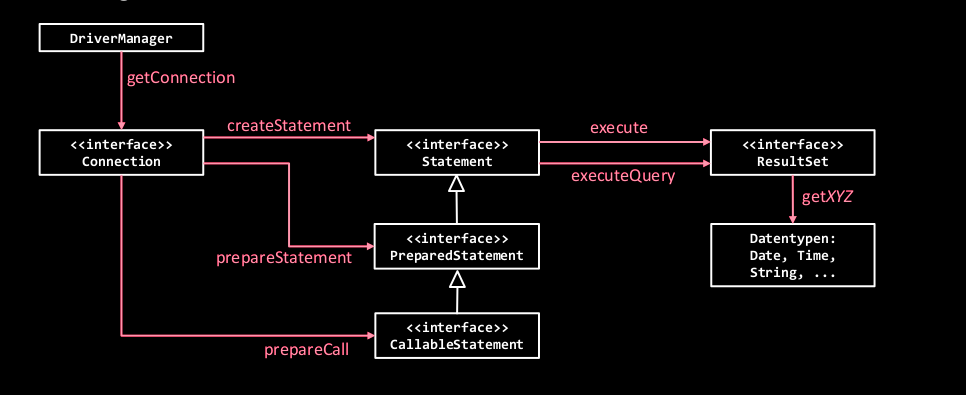 DriverManager
getConnection
<<interface>>
Connection
createStatement
<<interface>>
Statement
execute
executeQuery
<<interface>>
ResultSet
getXYZ
prepareStatement
<<interface>>
PreparedStatement
Datentypen:
Date, Time,
String, ...
prepareCall
<<interface>>
CallableStatement